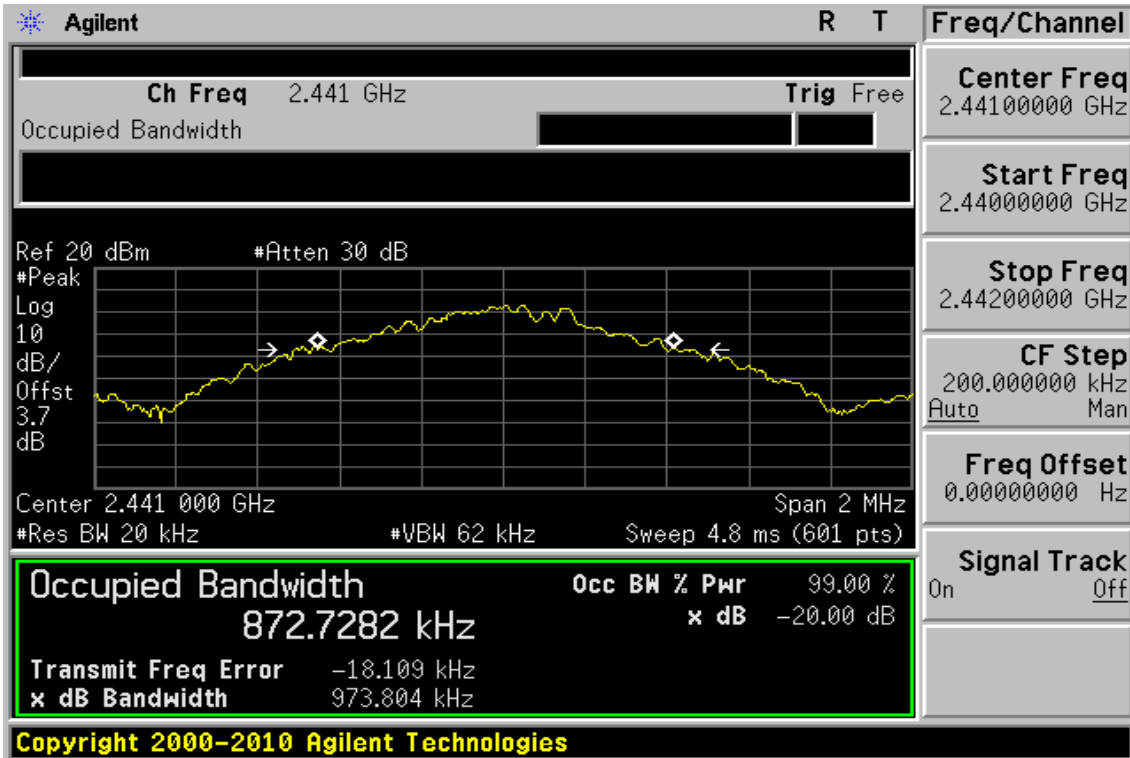 Agilent R T Freq/Channel
Ch Freq 2.441 GHz Trig Free
Occupied Bandwidth
Center Freq
2.44100000 GHz
Start Freq
2.44000000 GHz
Stop Freq
2.44200000 GHz
CF Step
200.000000 kHz
Auto Man
Freq Offset
0.00000000 Hz
Signal Track
On Off
Ref 20 dBm #Atten 30 dB
#Peak
Log
10
dB/
Offst
3.7
dB
Center 2.441 000 GHz Span 2 MHz
#Res BW 20 kHz #VBW 62 kHz Sweep 4.8 ms (601 pts)
Occupied Bandwidth
872.7282 kHz
Occ BW % Pwr 99.00 %
x dB -20.00 dB
Transmit Freq Error -18.109 kHz
x dB Bandwidth 973.804 kHz
Copyright 2000-2010 Agilent Technologies